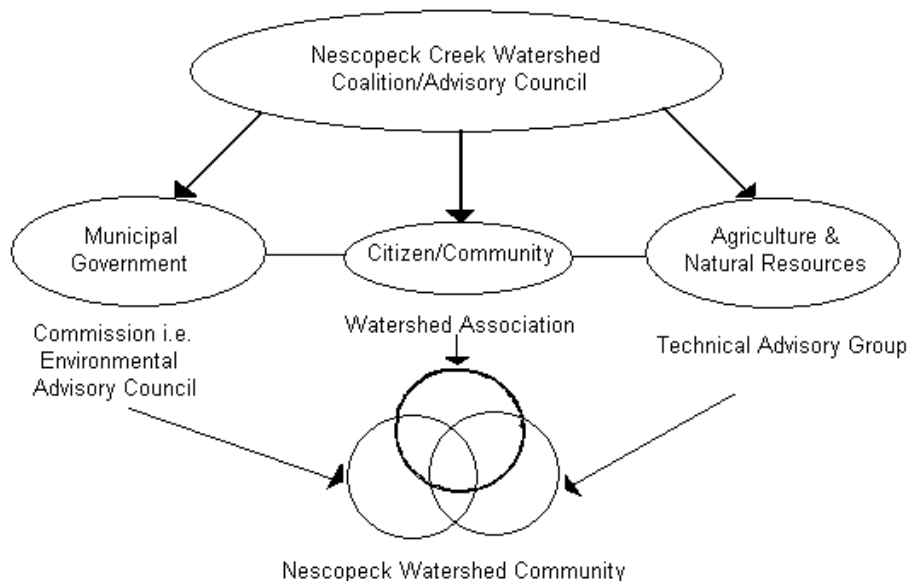 Nescopeck Creek Watershed
Coalition/Advisory Council
Municipal
Government
Citizen/Community
Agriculture &
Natural Resources
Commission i.e.
Environmental
Advisory Council
Watershed Association
Technical Advisory Group
Nescopeck Watershed Community